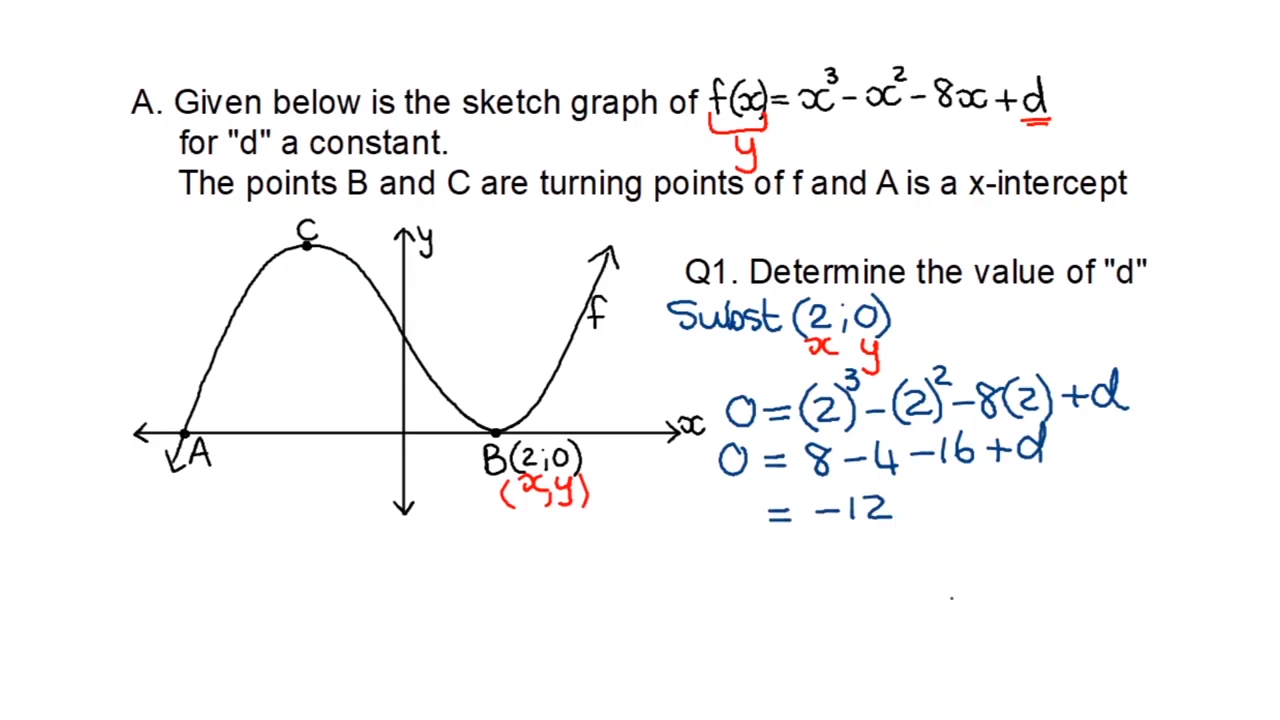 A. Given below is the sketch graph of f(x) = x³ - x² - 8x + d
y
for "d" a constant.
The points B and C are turning points of f and A is a x-intercept
C
y
Q1. Determine the value of "d"
f
Subst (2;0)
x y
0 = (2)³ - (2)² - 8(2) + d
x
A
B(2;0)
(x,y)
0 = 8 - 4 - 16 + d
= -12